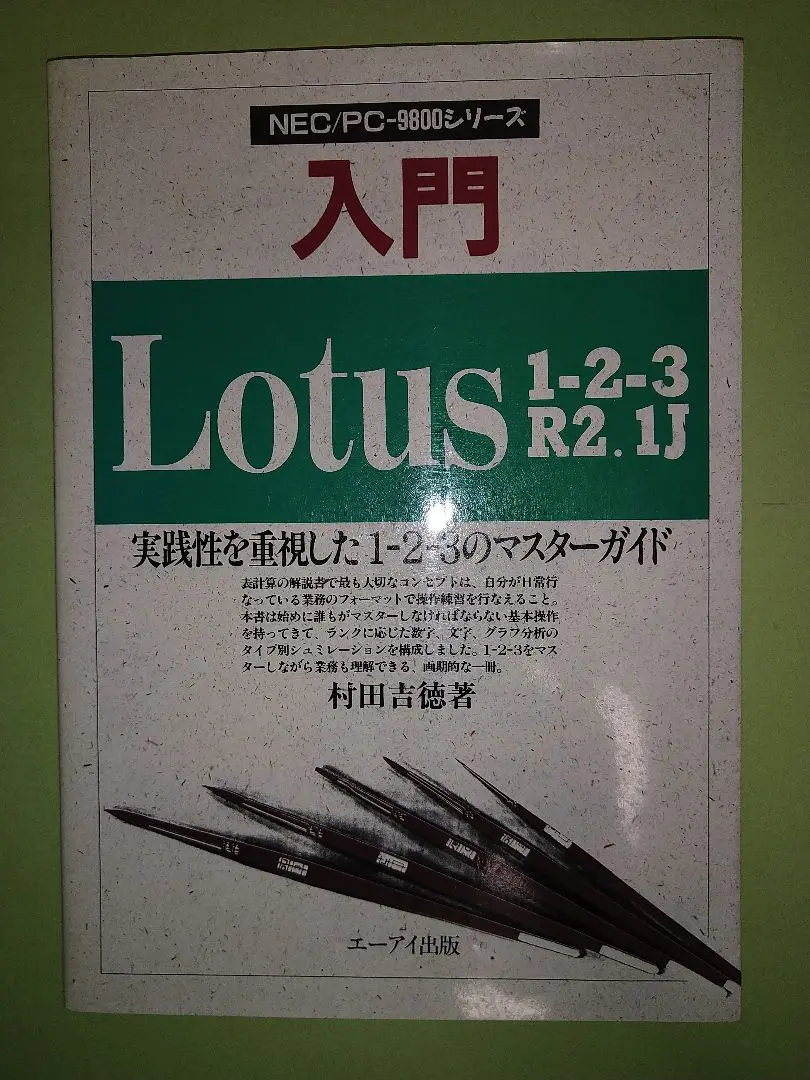 NEC/PC-9800シリーズ
入門
Lotus 1-2-3
R2.1J
実践性を重視した1-2-3のマスターガイド
表計算の解説書で最も大切なコンセプトは、自分が日常行
なっている業務のフォーマットで操作練習を行なえること。
本書は始めに誰もがマスターしなければならない基本操作
を持ってきて、ランクに応じた数字、文字、グラフ分析の
タイプ別シュミレーションを構成しました。1-2-3をマス
ターしながら業務も理解できる、画期的な一冊。
村田吉徳著
エーアイ出版